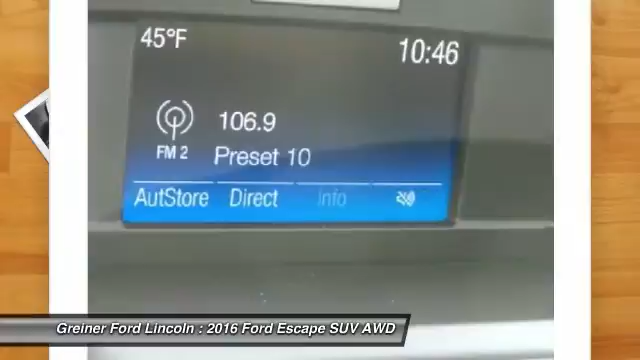 45°F
10:46
106.9
FM 2
Preset 10
AutStore Direct Info
Greiner Ford Lincoln : 2016 Ford Escape SUV AWD